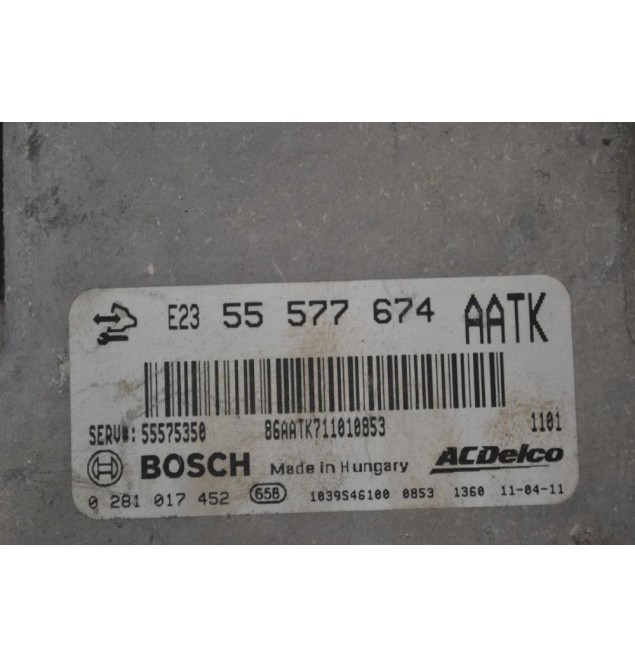 E23 55 577 674 AATK
SERV#: 55575350 86AATK711010853 1101
BOSCH Made in Hungary ACDelco
0 281 017 452 658 1039S46100 0853 1360 11-04-11